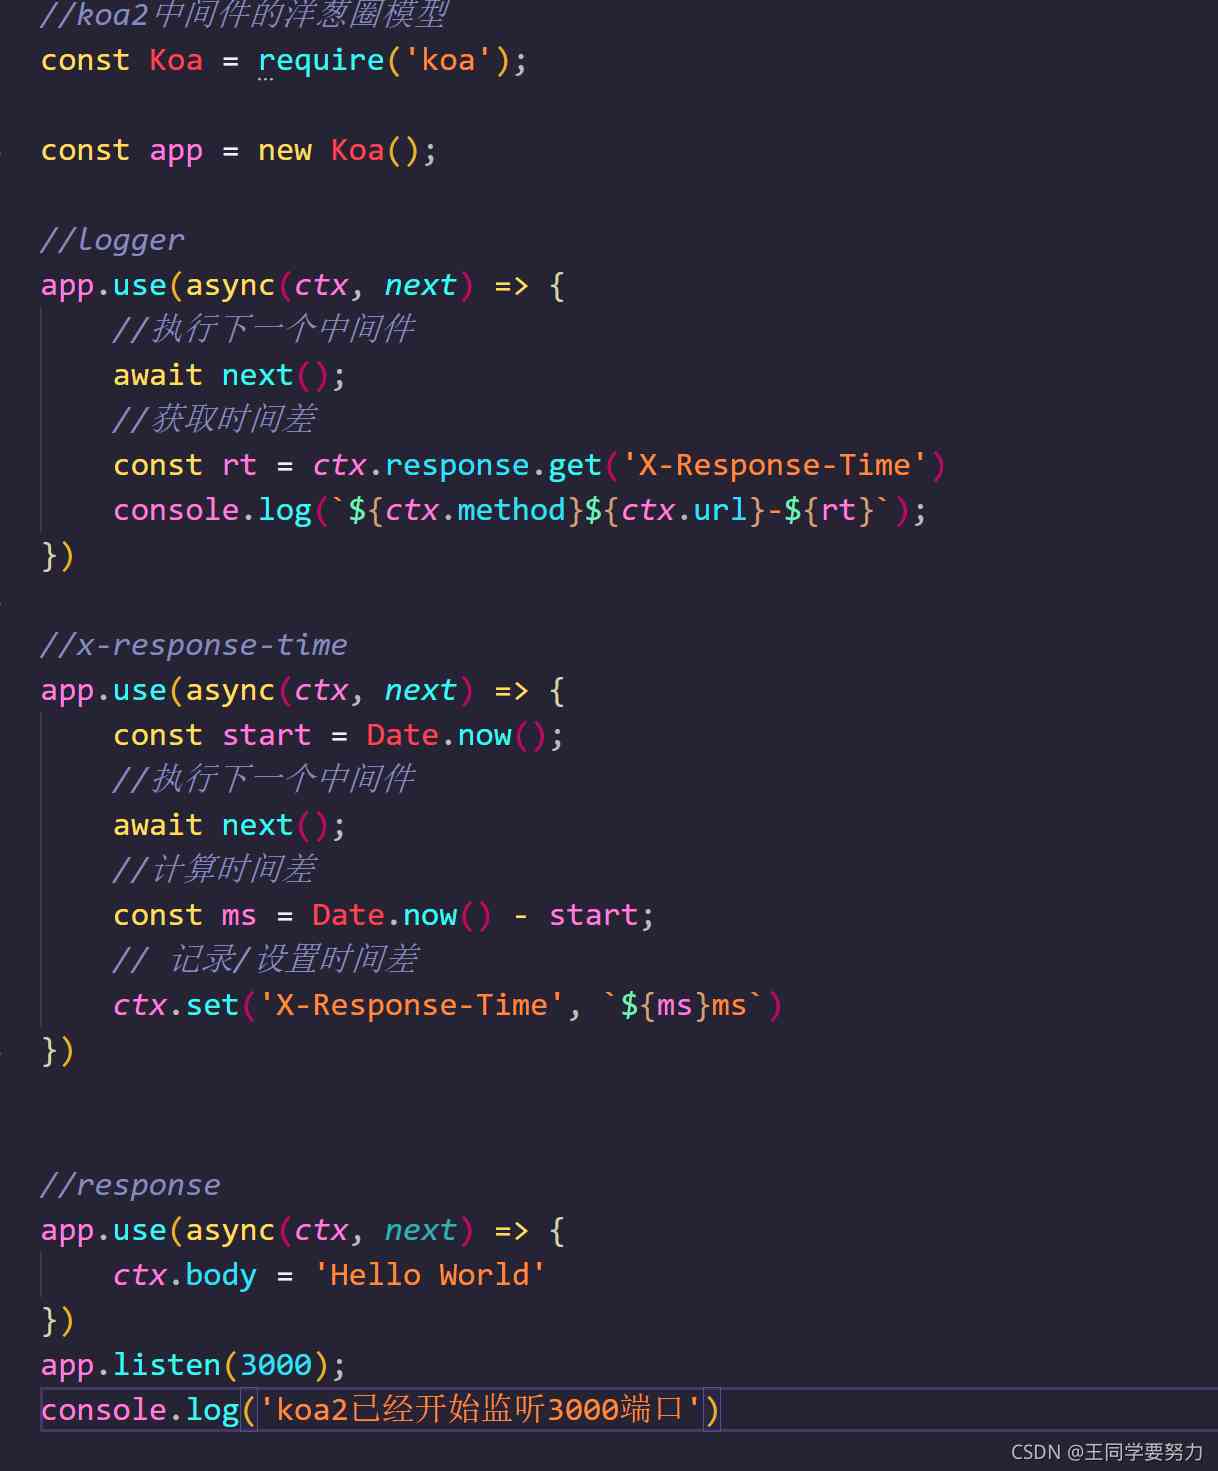 //koa2中间件的洋葱圈模型
const Koa = require('koa');
const app = new Koa();
//logger
app.use(async(ctx, next) => {
//执行下一个中间件
await next();
//获取时间差
const rt = ctx.response.get('X-Response-Time')
console.log(`${ctx.method}${ctx.url}-${rt}`);
})
//x-response-time
app.use(async(ctx, next) => {
const start = Date.now();
//执行下一个中间件
await next();
//计算时间差
const ms = Date.now() - start;
// 记录/设置时间差
ctx.set('X-Response-Time', `${ms}ms`)
})
//response
app.use(async(ctx, next) => {
ctx.body = 'Hello World'
})
app.listen(3000);
console.log('koa2已经开始监听3000端口')
CSDN @王同学要努力